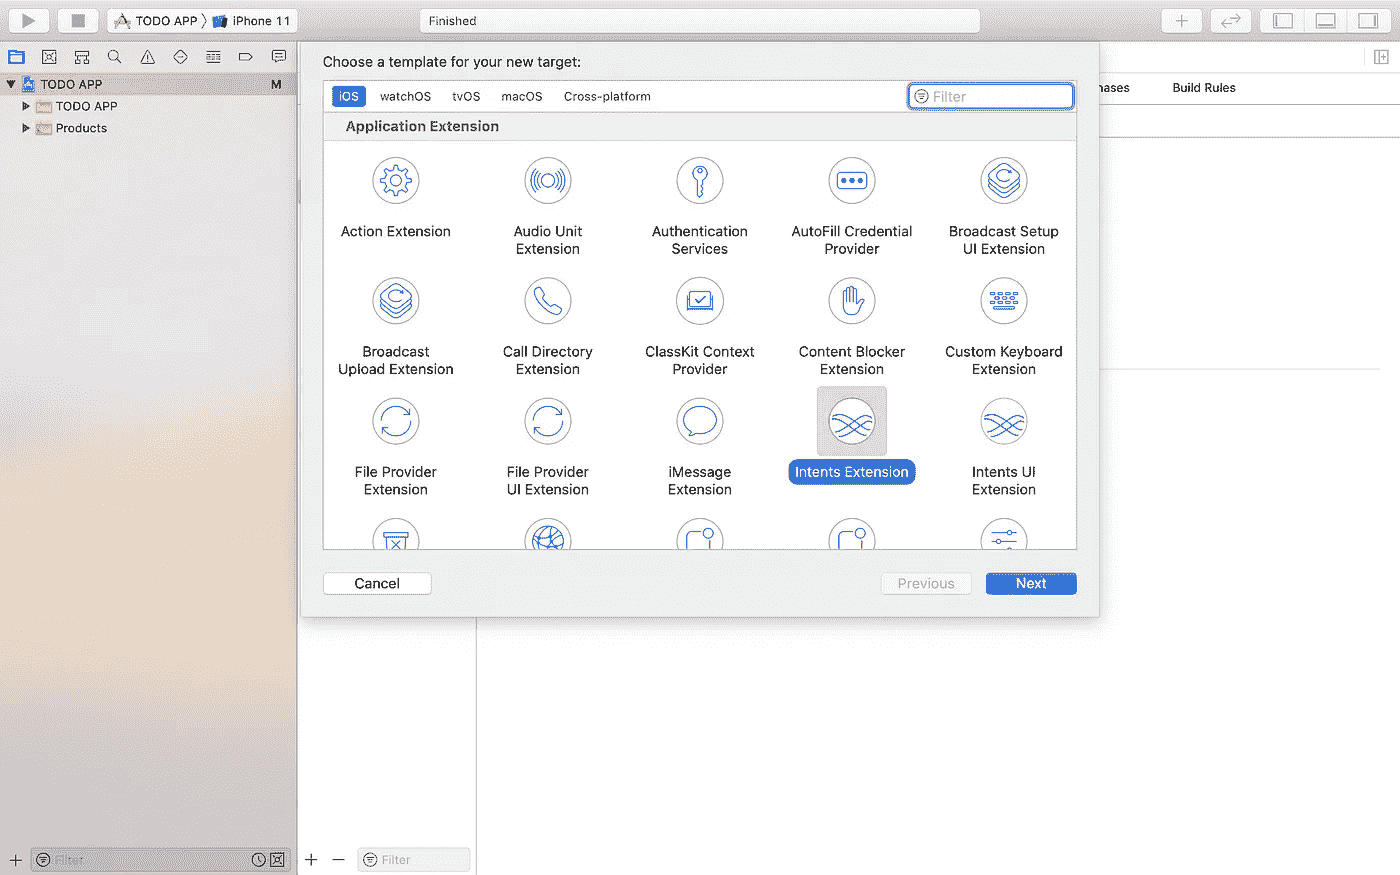 TODO APP 〉 iPhone 11
Finished
TODO APP M
TODO APP
Products
Choose a template for your new target:
iOS watchOS tvOS macOS Cross-platform
Filter
hases Build Rules
Application Extension
Action Extension
Audio Unit
Extension
Authentication
Services
AutoFill Credential
Provider
Broadcast Setup
UI Extension
Broadcast
Upload Extension
Call Directory
Extension
ClassKit Context
Provider
Content Blocker
Extension
Custom Keyboard
Extension
File Provider
Extension
File Provider
UI Extension
iMessage
Extension
Intents Extension
Intents UI
Extension
Cancel
Previous
Next
Filter
Filter